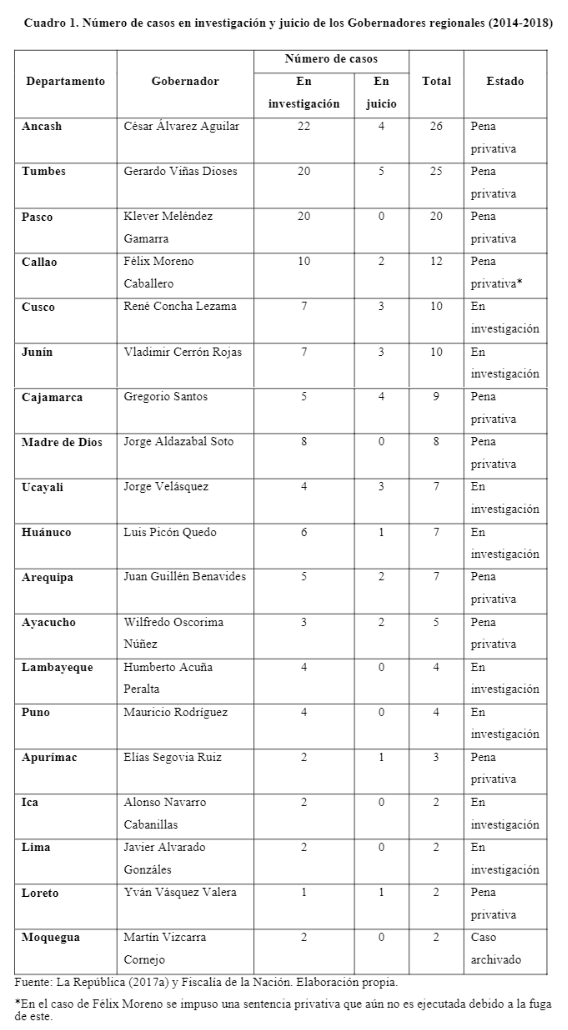 Cuadro 1. Número de casos en investigación y juicio de los Gobernadores regionales (2014-2018)
Número de casos
Departamento Gobernador En investigación En juicio Total Estado
Ancash César Álvarez Aguilar 22 4 26 Pena privativa
Tumbes Gerardo Viñas Dioses 20 5 25 Pena privativa
Pasco Klever Meléndez Gamarra 20 0 20 Pena privativa
Callao Félix Moreno Caballero 10 2 12 Pena privativa*
Cusco René Concha Lezama 7 3 10 En investigación
Junín Vladimir Cerrón Rojas 7 3 10 En investigación
Cajamarca Gregorio Santos 5 4 9 Pena privativa
Madre de Dios Jorge Aldazabal Soto 8 0 8 Pena privativa
Ucayali Jorge Velásquez 4 3 7 En investigación
Huánuco Luis Picón Quedo 6 1 7 En investigación
Arequipa Juan Guillén Benavides 5 2 7 Pena privativa
Ayacucho Wilfredo Oscorima Núñez 3 2 5 Pena privativa
Lambayeque Humberto Acuña Peralta 4 0 4 En investigación
Puno Mauricio Rodríguez 4 0 4 En investigación
Apurímac Elías Segovia Ruiz 2 1 3 Pena privativa
Ica Alonso Navarro Cabanillas 2 0 2 En investigación
Lima Javier Alvarado Gonzáles 2 0 2 En investigación
Loreto Yván Vásquez Valera 1 1 2 Pena privativa
Moquegua Martín Vizcarra Cornejo 2 0 2 Caso archivado
Fuente: La República (2017a) y Fiscalía de la Nación. Elaboración propia.
*En el caso de Félix Moreno se impuso una sentencia privativa que aún no es ejecutada debido a la fuga
de este.